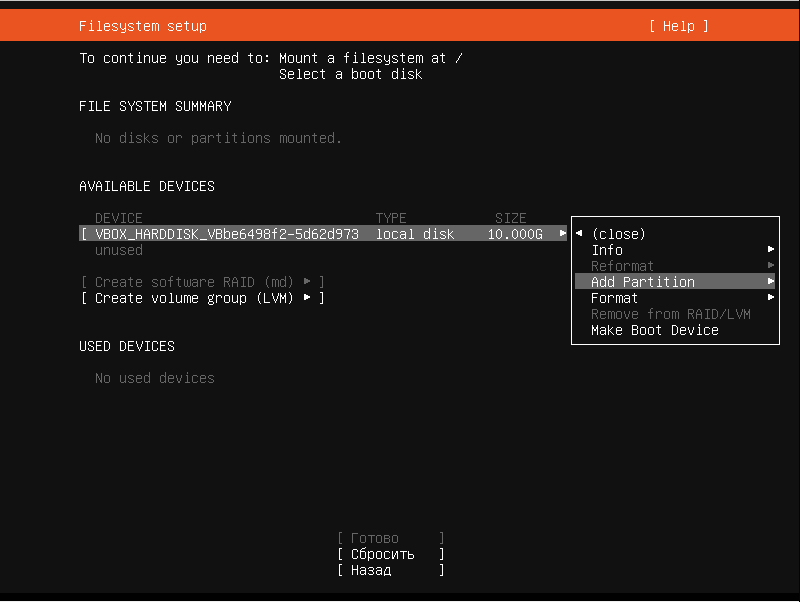 Filesystem setup [ Help ]
To continue you need to: Mount a filesystem at /
Select a boot disk
FILE SYSTEM SUMMARY
No disks or partitions mounted.
AVAILABLE DEVICES
DEVICE TYPE SIZE
[ VBOX_HARDDISK_VBbe6498f2-5d62d973 local disk 10.000G ►
unused
[ Create software RAID (md) ► ]
[ Create volume group (LVM) ► ]
◄ (close)
Info ►
Reformat ►
Add Partition ►
Format ►
Remove from RAID/LVM
Make Boot Device
USED DEVICES
No used devices
[ Готово ]
[ Сбросить ]
[ Назад ]